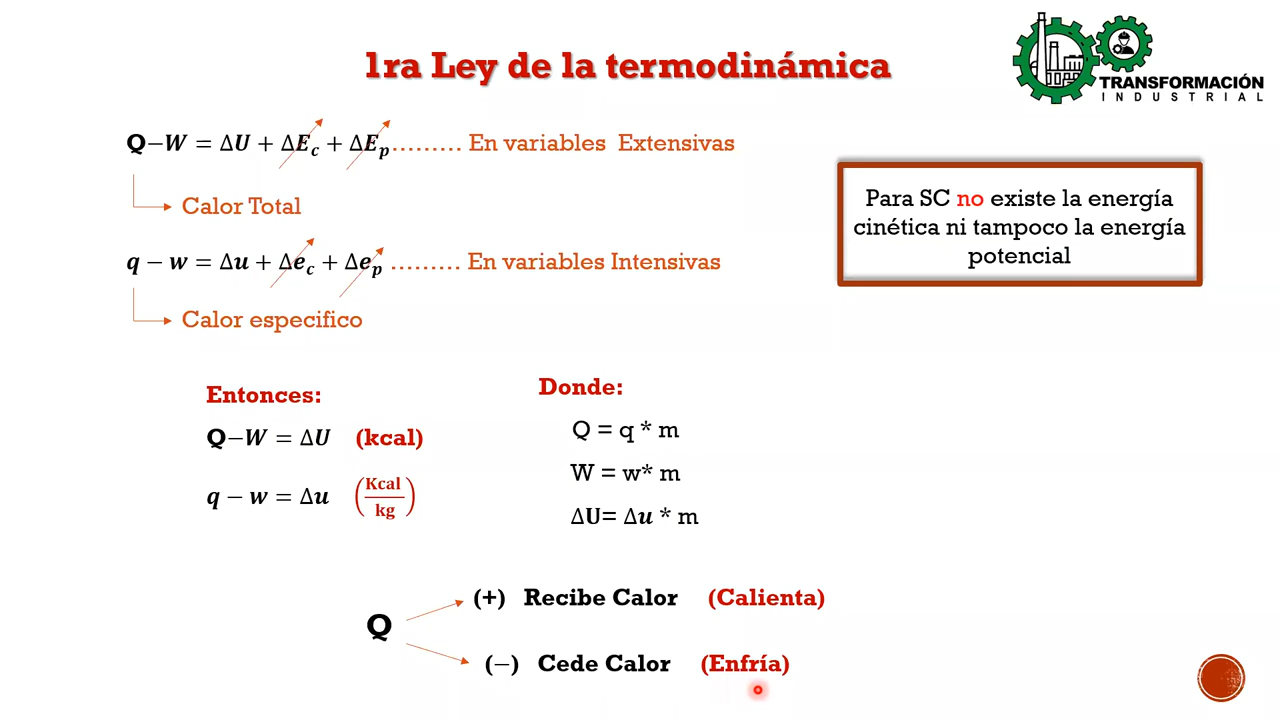 1ra Ley de la termodinámica
TRANSFORMACIÓN
INDUSTRIAL
Q−W = ΔU + ΔE_c + ΔE_p......... En variables Extensivas
Calor Total
q − w = Δu + Δe_c + Δe_p ......... En variables Intensivas
Calor especifico
Para SC no existe la energía
cinética ni tampoco la energía
potencial
Entonces:
Q−W = ΔU (kcal)
q − w = Δu (Kcal/kg)
Donde:
Q = q * m
W = w* m
ΔU= Δu * m
Q
(+) Recibe Calor (Calienta)
(−) Cede Calor (Enfría)